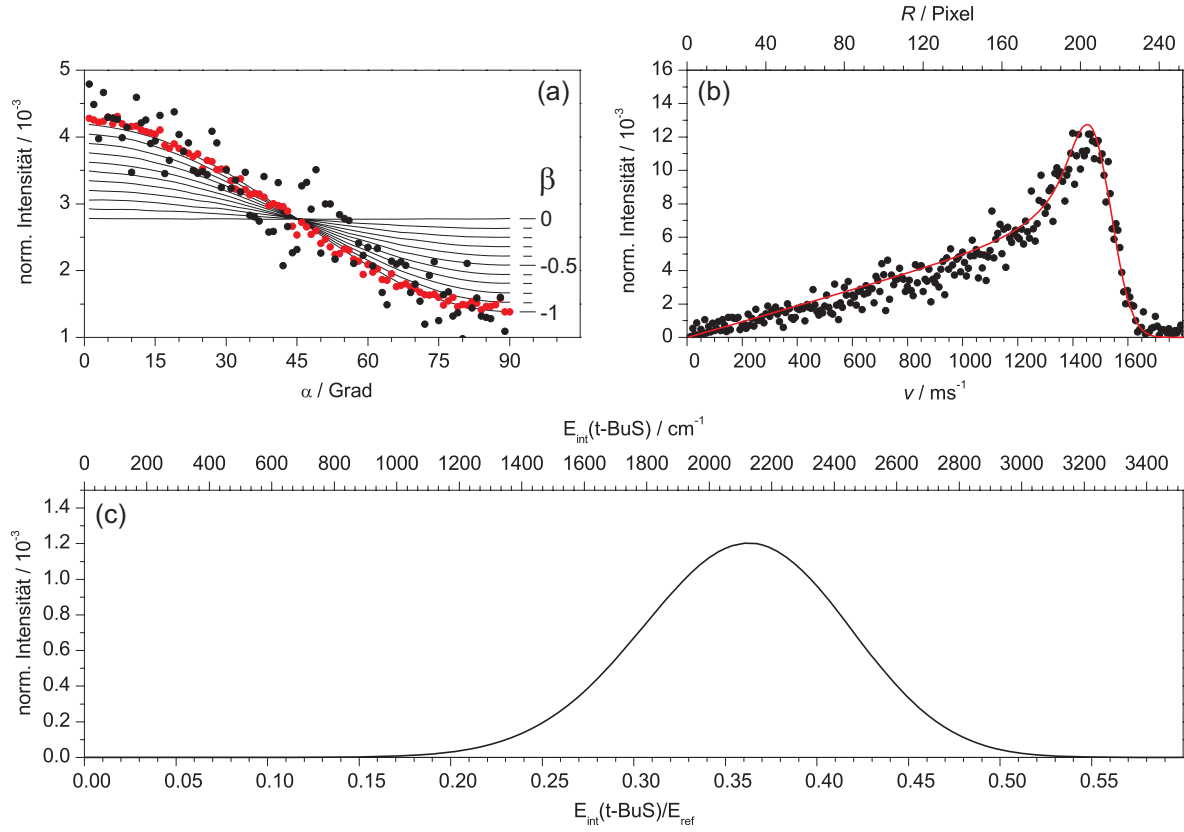 R / Pixel
0 40 80 120 160 200 240
5
4
3
2
1
norm. Intensität / 10⁻³
(a)
β
0
-0.5
-1
0 15 30 45 60 75 90
α / Grad
16
14
12
10
8
6
4
2
0
norm. Intensität / 10⁻³
(b)
0 200 400 600 800 1000 1200 1400 1600
v / ms⁻¹
E_int(t-BuS) / cm⁻¹
0 200 400 600 800 1000 1200 1400 1600 1800 2000 2200 2400 2600 2800 3000 3200 3400
1.4
1.2
1.0
0.8
0.6
0.4
0.2
0.0
norm. Intensität / 10⁻³
(c)
0.00 0.05 0.10 0.15 0.20 0.25 0.30 0.35 0.40 0.45 0.50 0.55
E_int(t-BuS)/E_ref